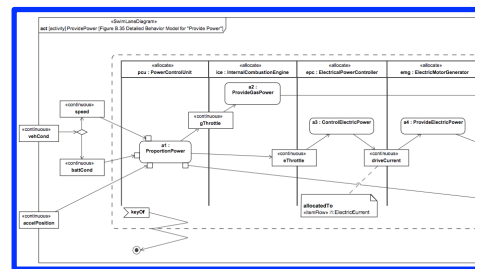 «SwimLaneDiagram»
act [activity] ProvidePower [Figure B.35 Detailed Behavior Model for "Provide Power"]
«allocate»
pcu : PowerControlUnit
«allocate»
ice : InternalCombustionEngine
«allocate»
epc : ElectricalPowerController
«allocate»
emg : ElectricMotorGenerator
a2 :
ProvideGasPower
«continuous»
speed
«continuous»
gThrottle
a3 : ControlElectricPower
a4 : ProvideElectricPower
«continuous»
vehCond
a1 :
ProportionPower
«continuous»
eThrottle
«continuous»
driveCurrent
«continuous»
battCond
allocatedTo
«itemFlow» i1:ElectricCurrent
«continuous»
accelPosition
keyOff